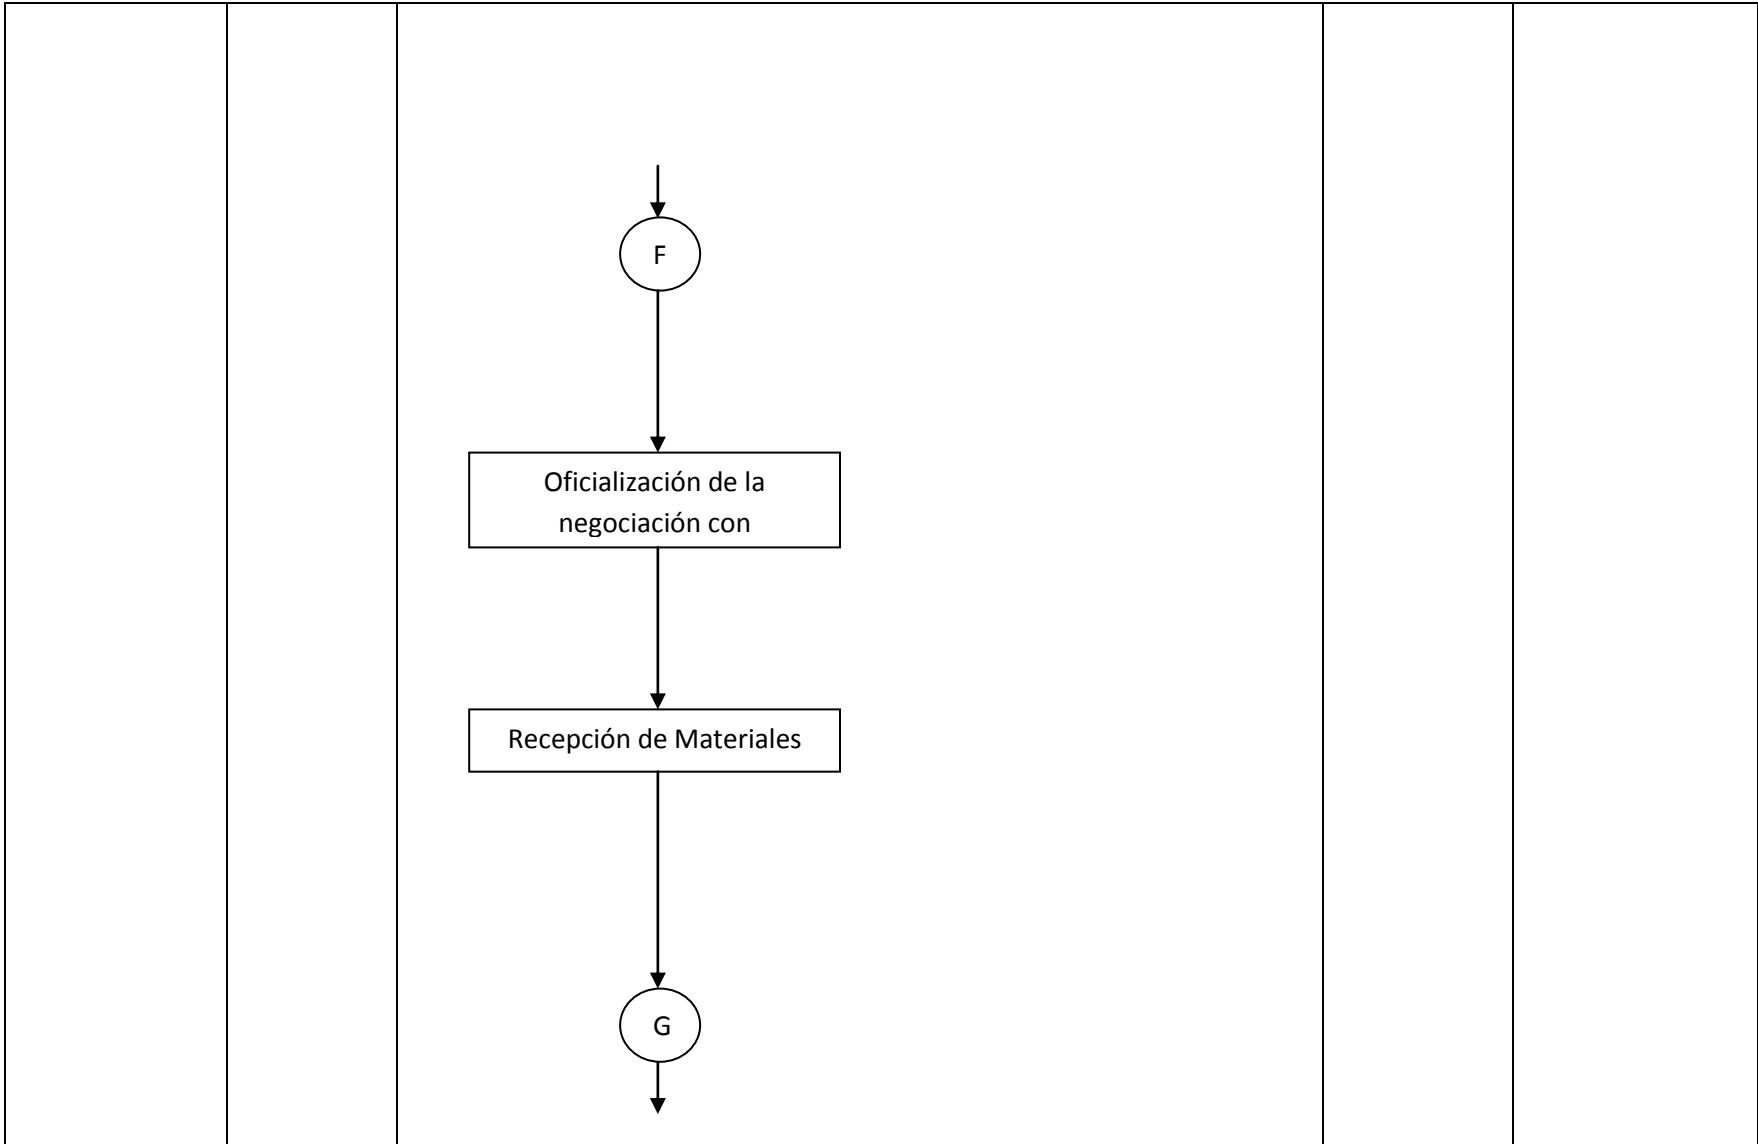 F
Oficialización de la
negociación con
Recepción de Materiales
G